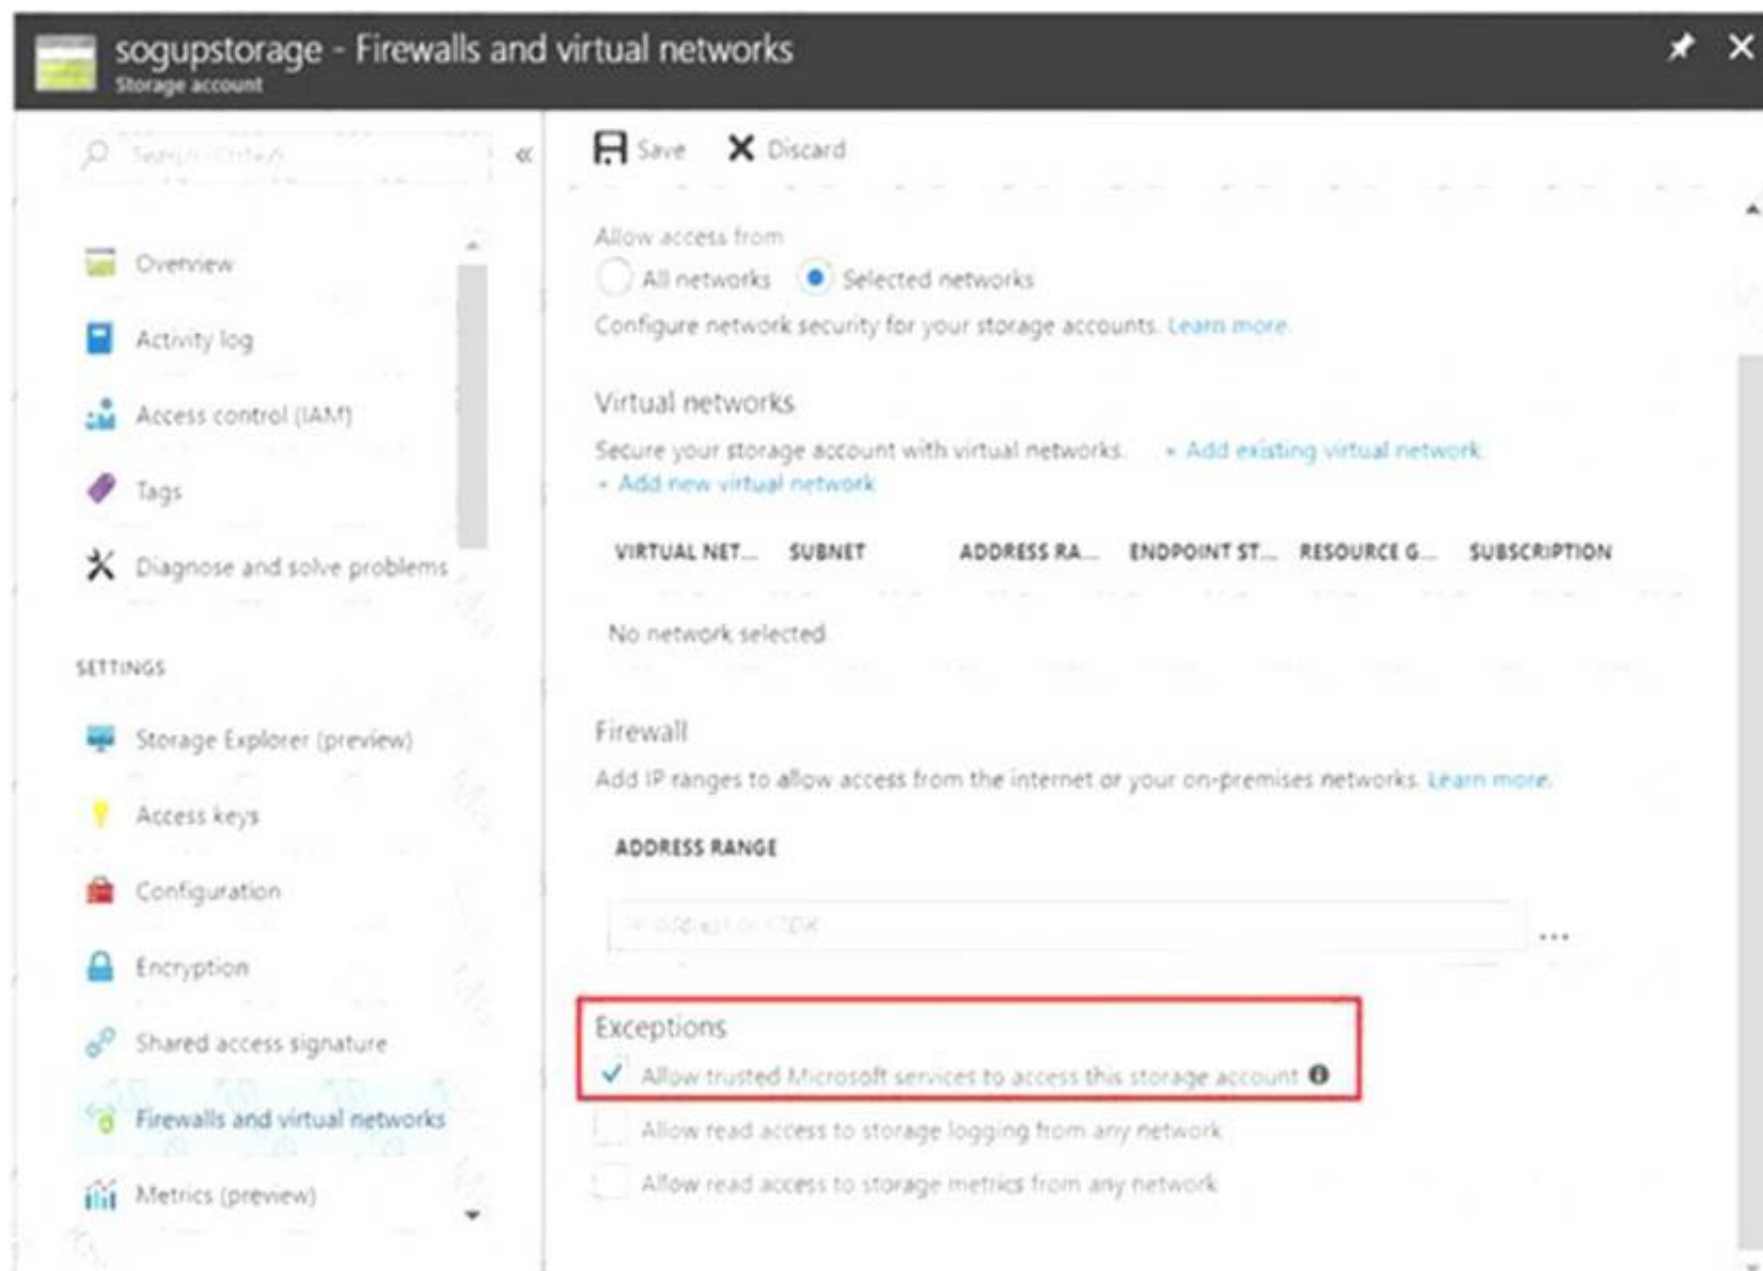 sogupstorage - Firewalls and virtual networks
Storage account
«
Save
Discard
Overview
Activity log
Access control (IAM)
Tags
Diagnose and solve problems
SETTINGS
Storage Explorer (preview)
Access keys
Configuration
Encryption
Shared access signature
Firewalls and virtual networks
Metrics (preview)
Allow access from
All networks Selected networks
Configure network security for your storage accounts. Learn more.
Virtual networks
Secure your storage account with virtual networks. + Add existing virtual network
+ Add new virtual network
VIRTUAL NET... SUBNET ADDRESS RA... ENDPOINT ST... RESOURCE G... SUBSCRIPTION
No network selected.
Firewall
Add IP ranges to allow access from the internet or your on-premises networks. Learn more.
ADDRESS RANGE
...
Exceptions
Allow trusted Microsoft services to access this storage account
Allow read access to storage logging from any network
Allow read access to storage metrics from any network